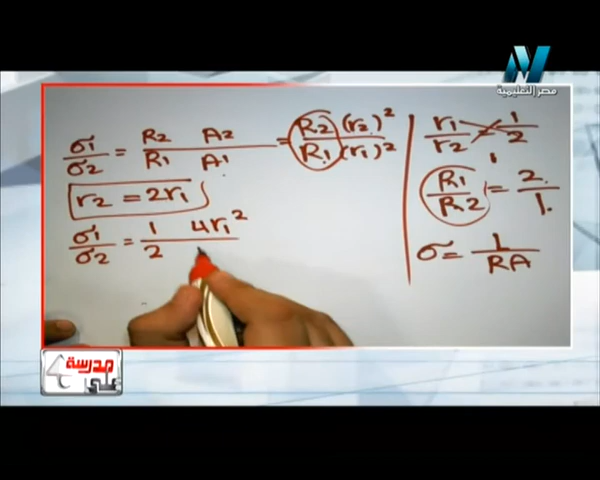 مصر التعليمية
σ1/σ2 = R2 A2 / R1 A1 = R2 (r2)² / R1 (r1)²
r2 = 2r1
σ1/σ2 = 1 4r1² / 2
r1/r2 = 1/2
R1/R2 = 2/1
σ = 1/RA
مدرسة
على